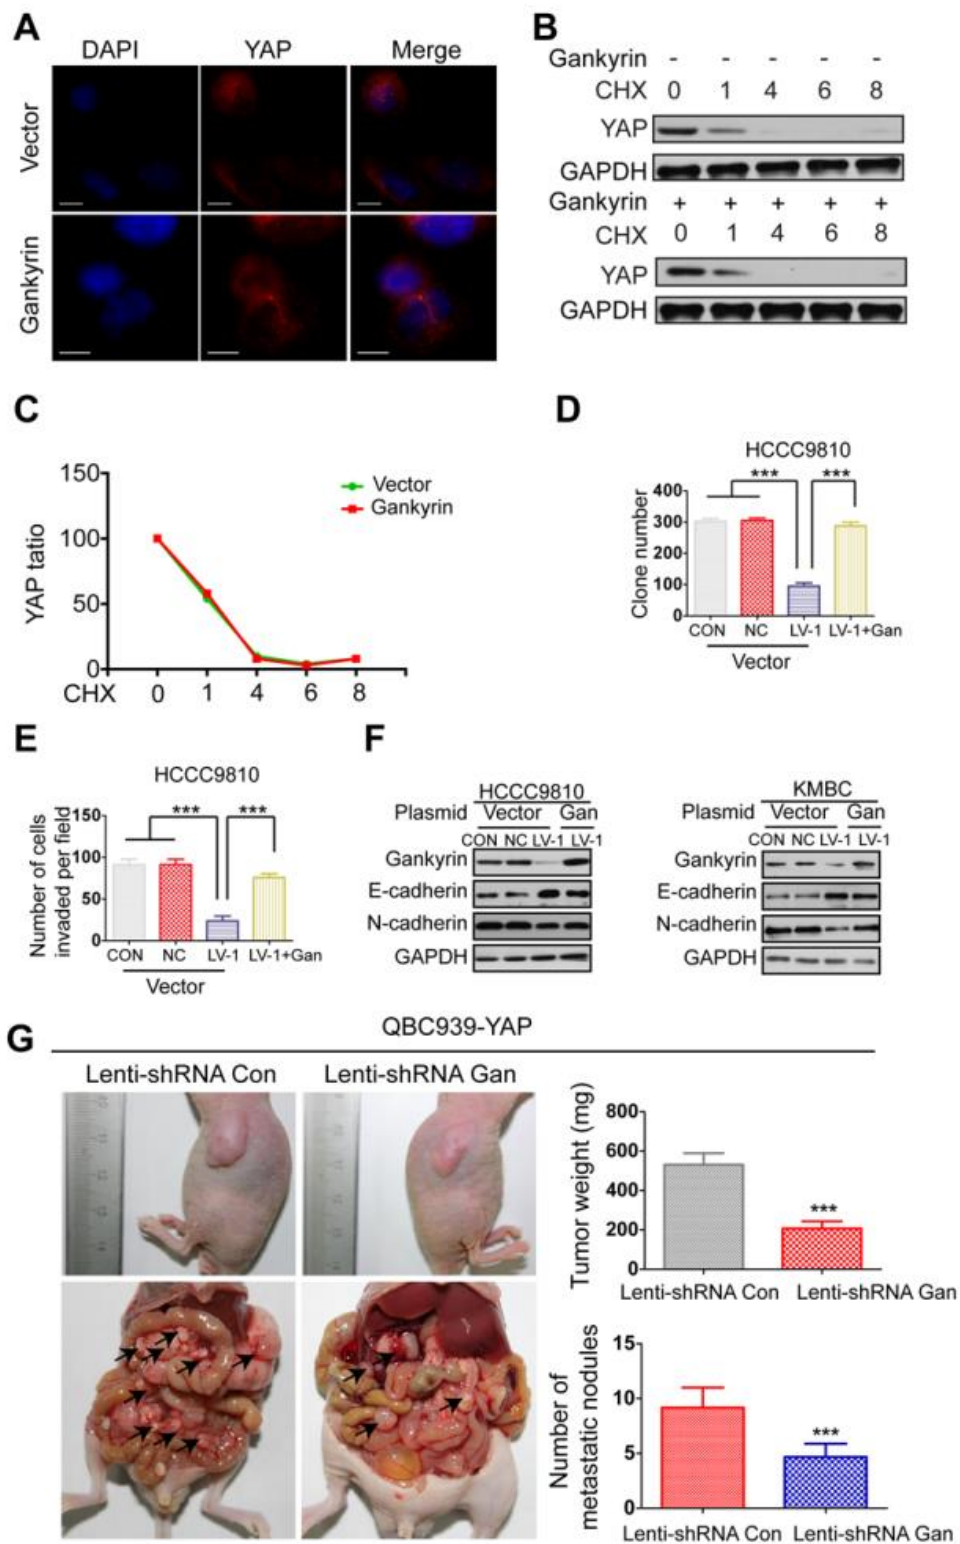 A
DAPI YAP Merge
Vector
Gankyrin
B
Gankyrin - - - - -
CHX 0 1 4 6 8
YAP
GAPDH
Gankyrin + + + + +
CHX 0 1 4 6 8
YAP
GAPDH
C
YAP tatio
150
100
50
0
Vector
Gankyrin
CHX 0 1 4 6 8
D
HCCC9810
*** ***
Clone number
400
300
200
100
0
CON NC LV-1 LV-1+Gan
Vector
E
HCCC9810
*** ***
Number of cells
invaded per field
150
100
50
0
CON NC LV-1 LV-1+Gan
Vector
F
HCCC9810
Plasmid Vector Gan
CON NC LV-1 LV-1
Gankyrin
E-cadherin
N-cadherin
GAPDH
KMBC
Plasmid Vector Gan
CON NC LV-1 LV-1
Gankyrin
E-cadherin
N-cadherin
GAPDH
G
QBC939-YAP
Lenti-shRNA Con Lenti-shRNA Gan
Tumor weight (mg)
800
600
400
200
0
***
Lenti-shRNA Con Lenti-shRNA Gan
Number of
metastatic nodules
15
10
5
0
***
Lenti-shRNA Con Lenti-shRNA Gan